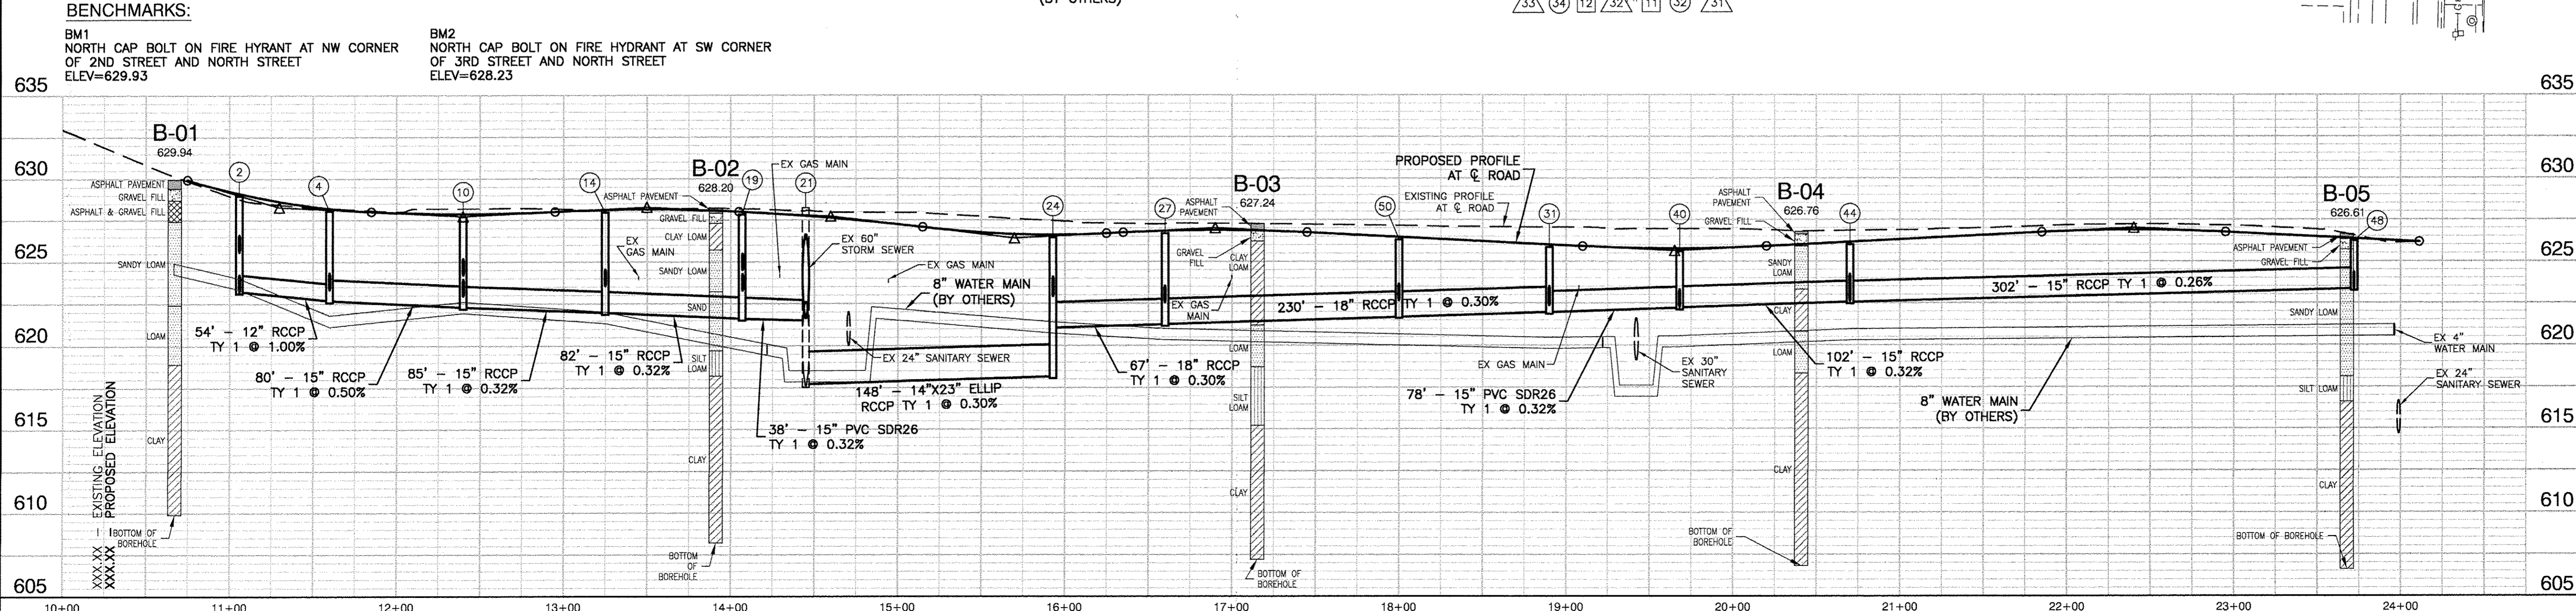 (BY OTHERS)
33 34 12 32 11 32 31
BENCHMARKS:
BM1
NORTH CAP BOLT ON FIRE HYRANT AT NW CORNER
OF 2ND STREET AND NORTH STREET
ELEV=629.93
BM2
NORTH CAP BOLT ON FIRE HYDRANT AT SW CORNER
OF 3RD STREET AND NORTH STREET
ELEV=628.23
635
635
630
630
625
625
620
620
615
615
610
610
605
605
B-01
629.94
ASPHALT PAVEMENT
GRAVEL FILL
ASPHALT & GRAVEL FILL
SANDY LOAM
LOAM
CLAY
BOTTOM OF
BOREHOLE
XXX.XX EXISTING ELEVATION
XXX.XX PROPOSED ELEVATION
2
4
10
14
54' - 12" RCCP
TY 1 @ 1.00%
80' - 15" RCCP
TY 1 @ 0.50%
85' - 15" RCCP
TY 1 @ 0.32%
82' - 15" RCCP
TY 1 @ 0.32%
EX
GAS MAIN
B-02
628.20
ASPHALT PAVEMENT
GRAVEL FILL
CLAY LOAM
SANDY LOAM
SAND
SILT
LOAM
CLAY
BOTTOM
OF
BOREHOLE
19
21
EX GAS MAIN
EX 60"
STORM SEWER
EX GAS MAIN
8" WATER MAIN
(BY OTHERS)
EX 24" SANITARY SEWER
148' - 14"X23" ELLIP
RCCP TY 1 @ 0.30%
38' - 15" PVC SDR26
TY 1 @ 0.32%
24
27
67' - 18" RCCP
TY 1 @ 0.30%
B-03
627.24
ASPHALT
PAVEMENT
GRAVEL
FILL
CLAY
LOAM
EX GAS
MAIN
LOAM
SILT
LOAM
CLAY
BOTTOM OF
BOREHOLE
230' - 18" RCCP TY 1 @ 0.30%
PROPOSED PROFILE
AT ℄ ROAD
EXISTING PROFILE
AT ℄ ROAD
50
31
40
44
EX GAS MAIN
78' - 15" PVC SDR26
TY 1 @ 0.32%
EX 30"
SANITARY
SEWER
B-04
626.76
ASPHALT
PAVEMENT
GRAVEL FILL
SANDY
LOAM
CLAY
LOAM
CLAY
BOTTOM OF
BOREHOLE
102' - 15" RCCP
TY 1 @ 0.32%
302' - 15" RCCP TY 1 @ 0.26%
8" WATER MAIN
(BY OTHERS)
B-05
626.61
48
ASPHALT PAVEMENT
GRAVEL FILL
SANDY LOAM
SILT LOAM
CLAY
BOTTOM OF BOREHOLE
EX 4"
WATER MAIN
EX 24"
SANITARY SEWER
10+00
11+00
12+00
13+00
14+00
15+00
16+00
17+00
18+00
19+00
20+00
21+00
22+00
23+00
24+00